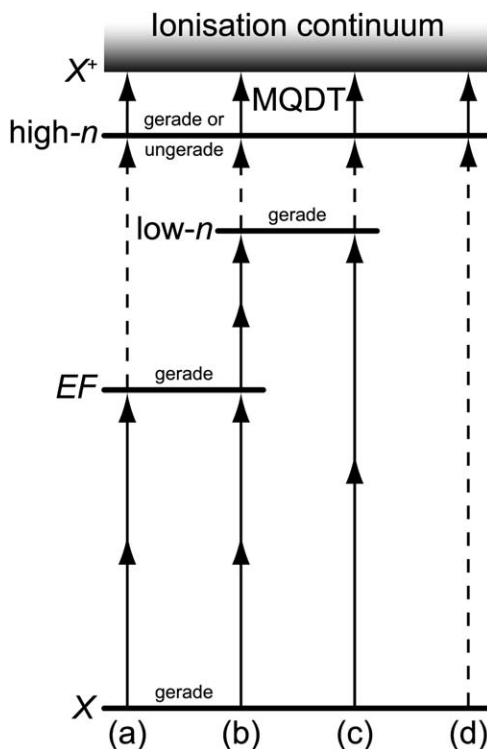 Ionisation continuum
X⁺
MQDT
high-n
gerade or
ungerade
low-n
gerade
EF
gerade
X
gerade
(a) (b) (c) (d)